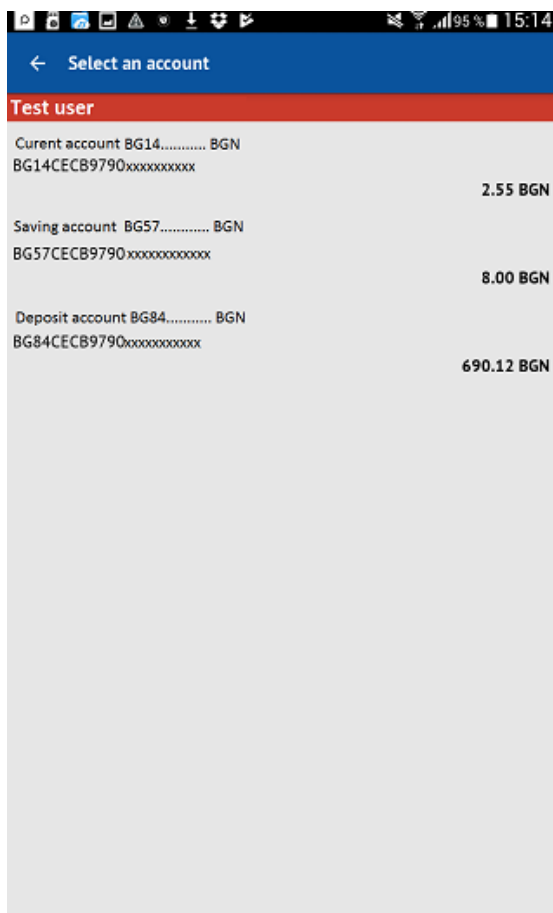 95% 15:14
Select an account
Test user
Curent account BG14........... BGN
BG14CECB9790xxxxxxxxxx
2.55 BGN
Saving account BG57............ BGN
BG57CECB9790xxxxxxxxxxxx
8.00 BGN
Deposit account BG84........... BGN
BG84CECB9790xxxxxxxxxxx
690.12 BGN